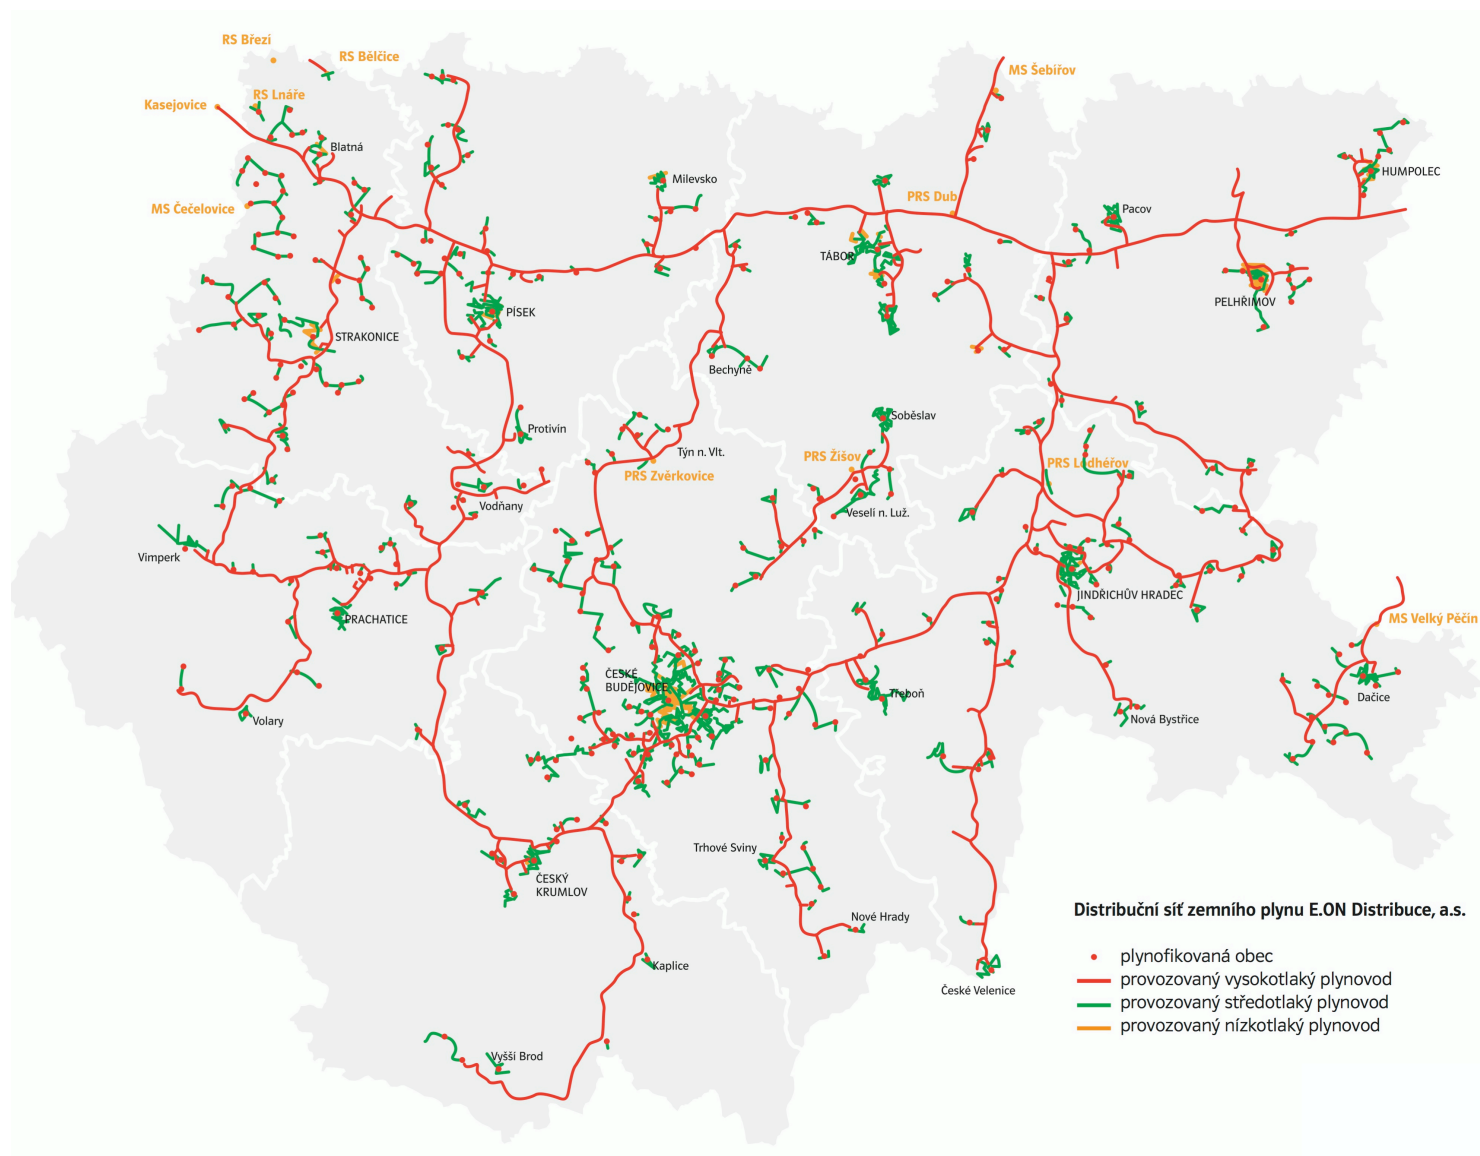 RS Březí
RS Bělčice
MS Šebířov
RS Lnáře
Kasejovice
Blatná
HUMPOLEC
Milevsko
PRS Dub
MS Čečelovice
Pacov
TÁBOR
PELHŘIMOV
PÍSEK
STRAKONICE
Bechyně
Soběslav
Protivín
Týn n. Vlt.
PRS Žíšov
PRS Lodhéřov
PRS Zvěrkovice
Vodňany
Veselí n. Luž.
Vimperk
JINDŘICHŮV HRADEC
PRACHATICE
MS Velký Pěčín
ČESKÉ
BUDĚJOVICE
Třeboň
Dačice
Volary
Nová Bystřice
Trhové Sviny
ČESKÝ
KRUMLOV
Nové Hrady
Kaplice
České Velenice
Vyšší Brod
Distribuční síť zemního plynu E.ON Distribuce, a.s.
plynofikovaná obec
provozovaný vysokotlaký plynovod
provozovaný středotlaký plynovod
provozovaný nízkotlaký plynovod